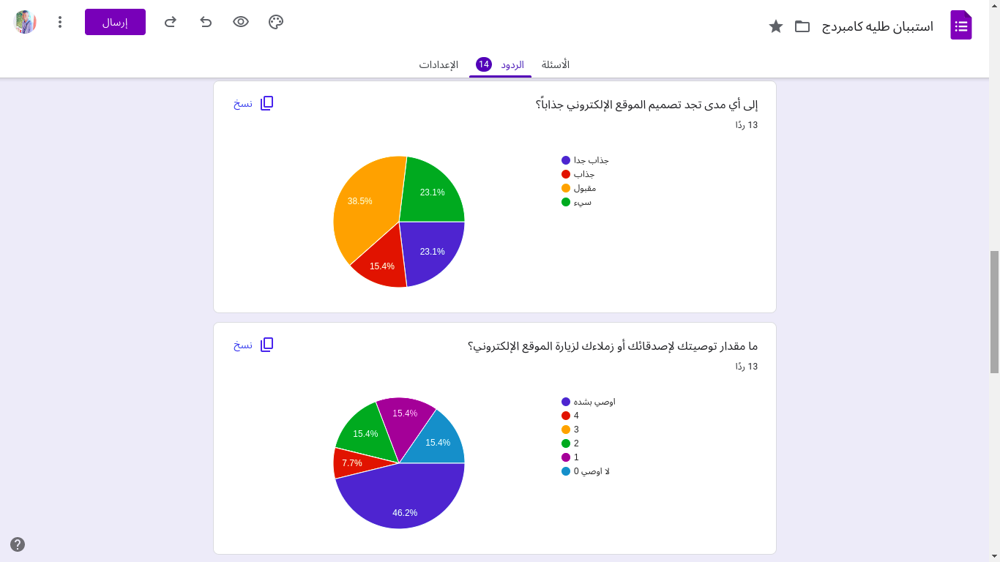 استببان طلبه كامبردج
إرسال
الأسئلة
الردود 14
الإعدادات
إلى أي مدى تجد تصميم الموقع الإلكتروني جذاباً؟
نسخ
13 ردًا
جذاب جدا
جذاب
مقبول
سيء
23.1%
38.5%
23.1%
15.4%
ما مقدار توصيتك لإصدقائك أو زملاءك لزيارة الموقع الإلكتروني؟
نسخ
13 ردًا
اوصي بشده
4
3
2
1
لا اوصي 0
15.4%
15.4%
15.4%
7.7%
46.2%